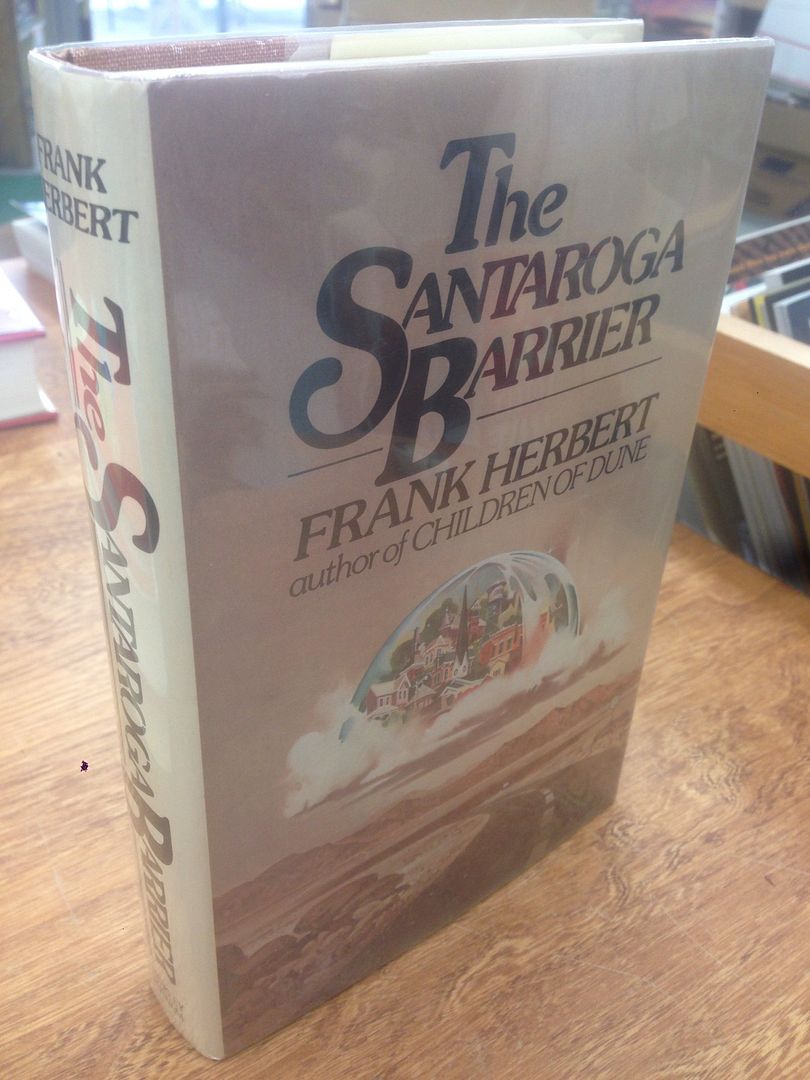 FRANK
HERBERT
The
SANTAROGA
BARRIER
The
SANTAROGA
BARRIER
FRANK HERBERT
author of CHILDREN OF DUNE